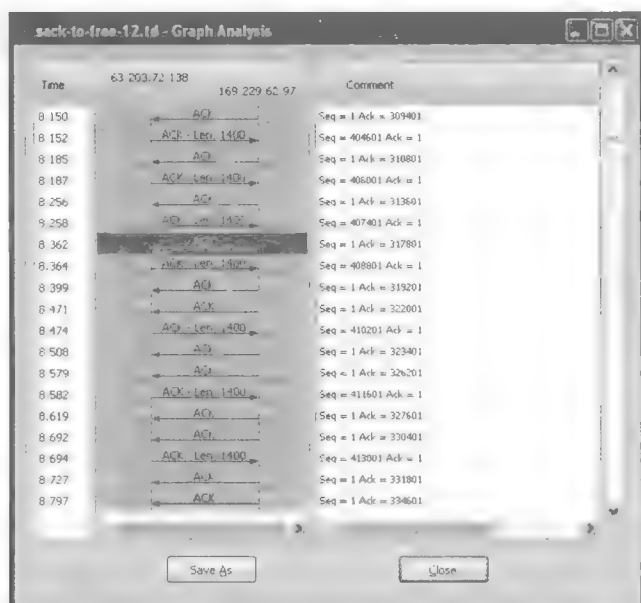 sack-to-free-12.td - Graph Analysis
63.203.72.138
Time 169.229.62.97 Comment
8.150 ACK Seq = 1 Ack = 309401
8.152 ACK - Len: 1400 Seq = 404601 Ack = 1
8.185 ACK Seq = 1 Ack = 310801
8.187 ACK - Len: 1400 Seq = 406001 Ack = 1
8.256 ACK Seq = 1 Ack = 313601
8.258 ACK - Len: 1400 Seq = 407401 Ack = 1
8.362 Seq = 1 Ack = 317801
8.364 ACK - Len: 1400 Seq = 408801 Ack = 1
8.399 ACK Seq = 1 Ack = 319201
8.471 ACK Seq = 1 Ack = 322001
8.474 ACK - Len: 1400 Seq = 410201 Ack = 1
8.508 ACK Seq = 1 Ack = 323401
8.579 ACK Seq = 1 Ack = 326201
8.582 ACK - Len: 1400 Seq = 411601 Ack = 1
8.619 ACK Seq = 1 Ack = 327601
8.692 ACK Seq = 1 Ack = 330401
8.694 ACK - Len: 1400 Seq = 413001 Ack = 1
8.727 ACK Seq = 1 Ack = 331801
8.797 ACK Seq = 1 Ack = 334601
Save As Close